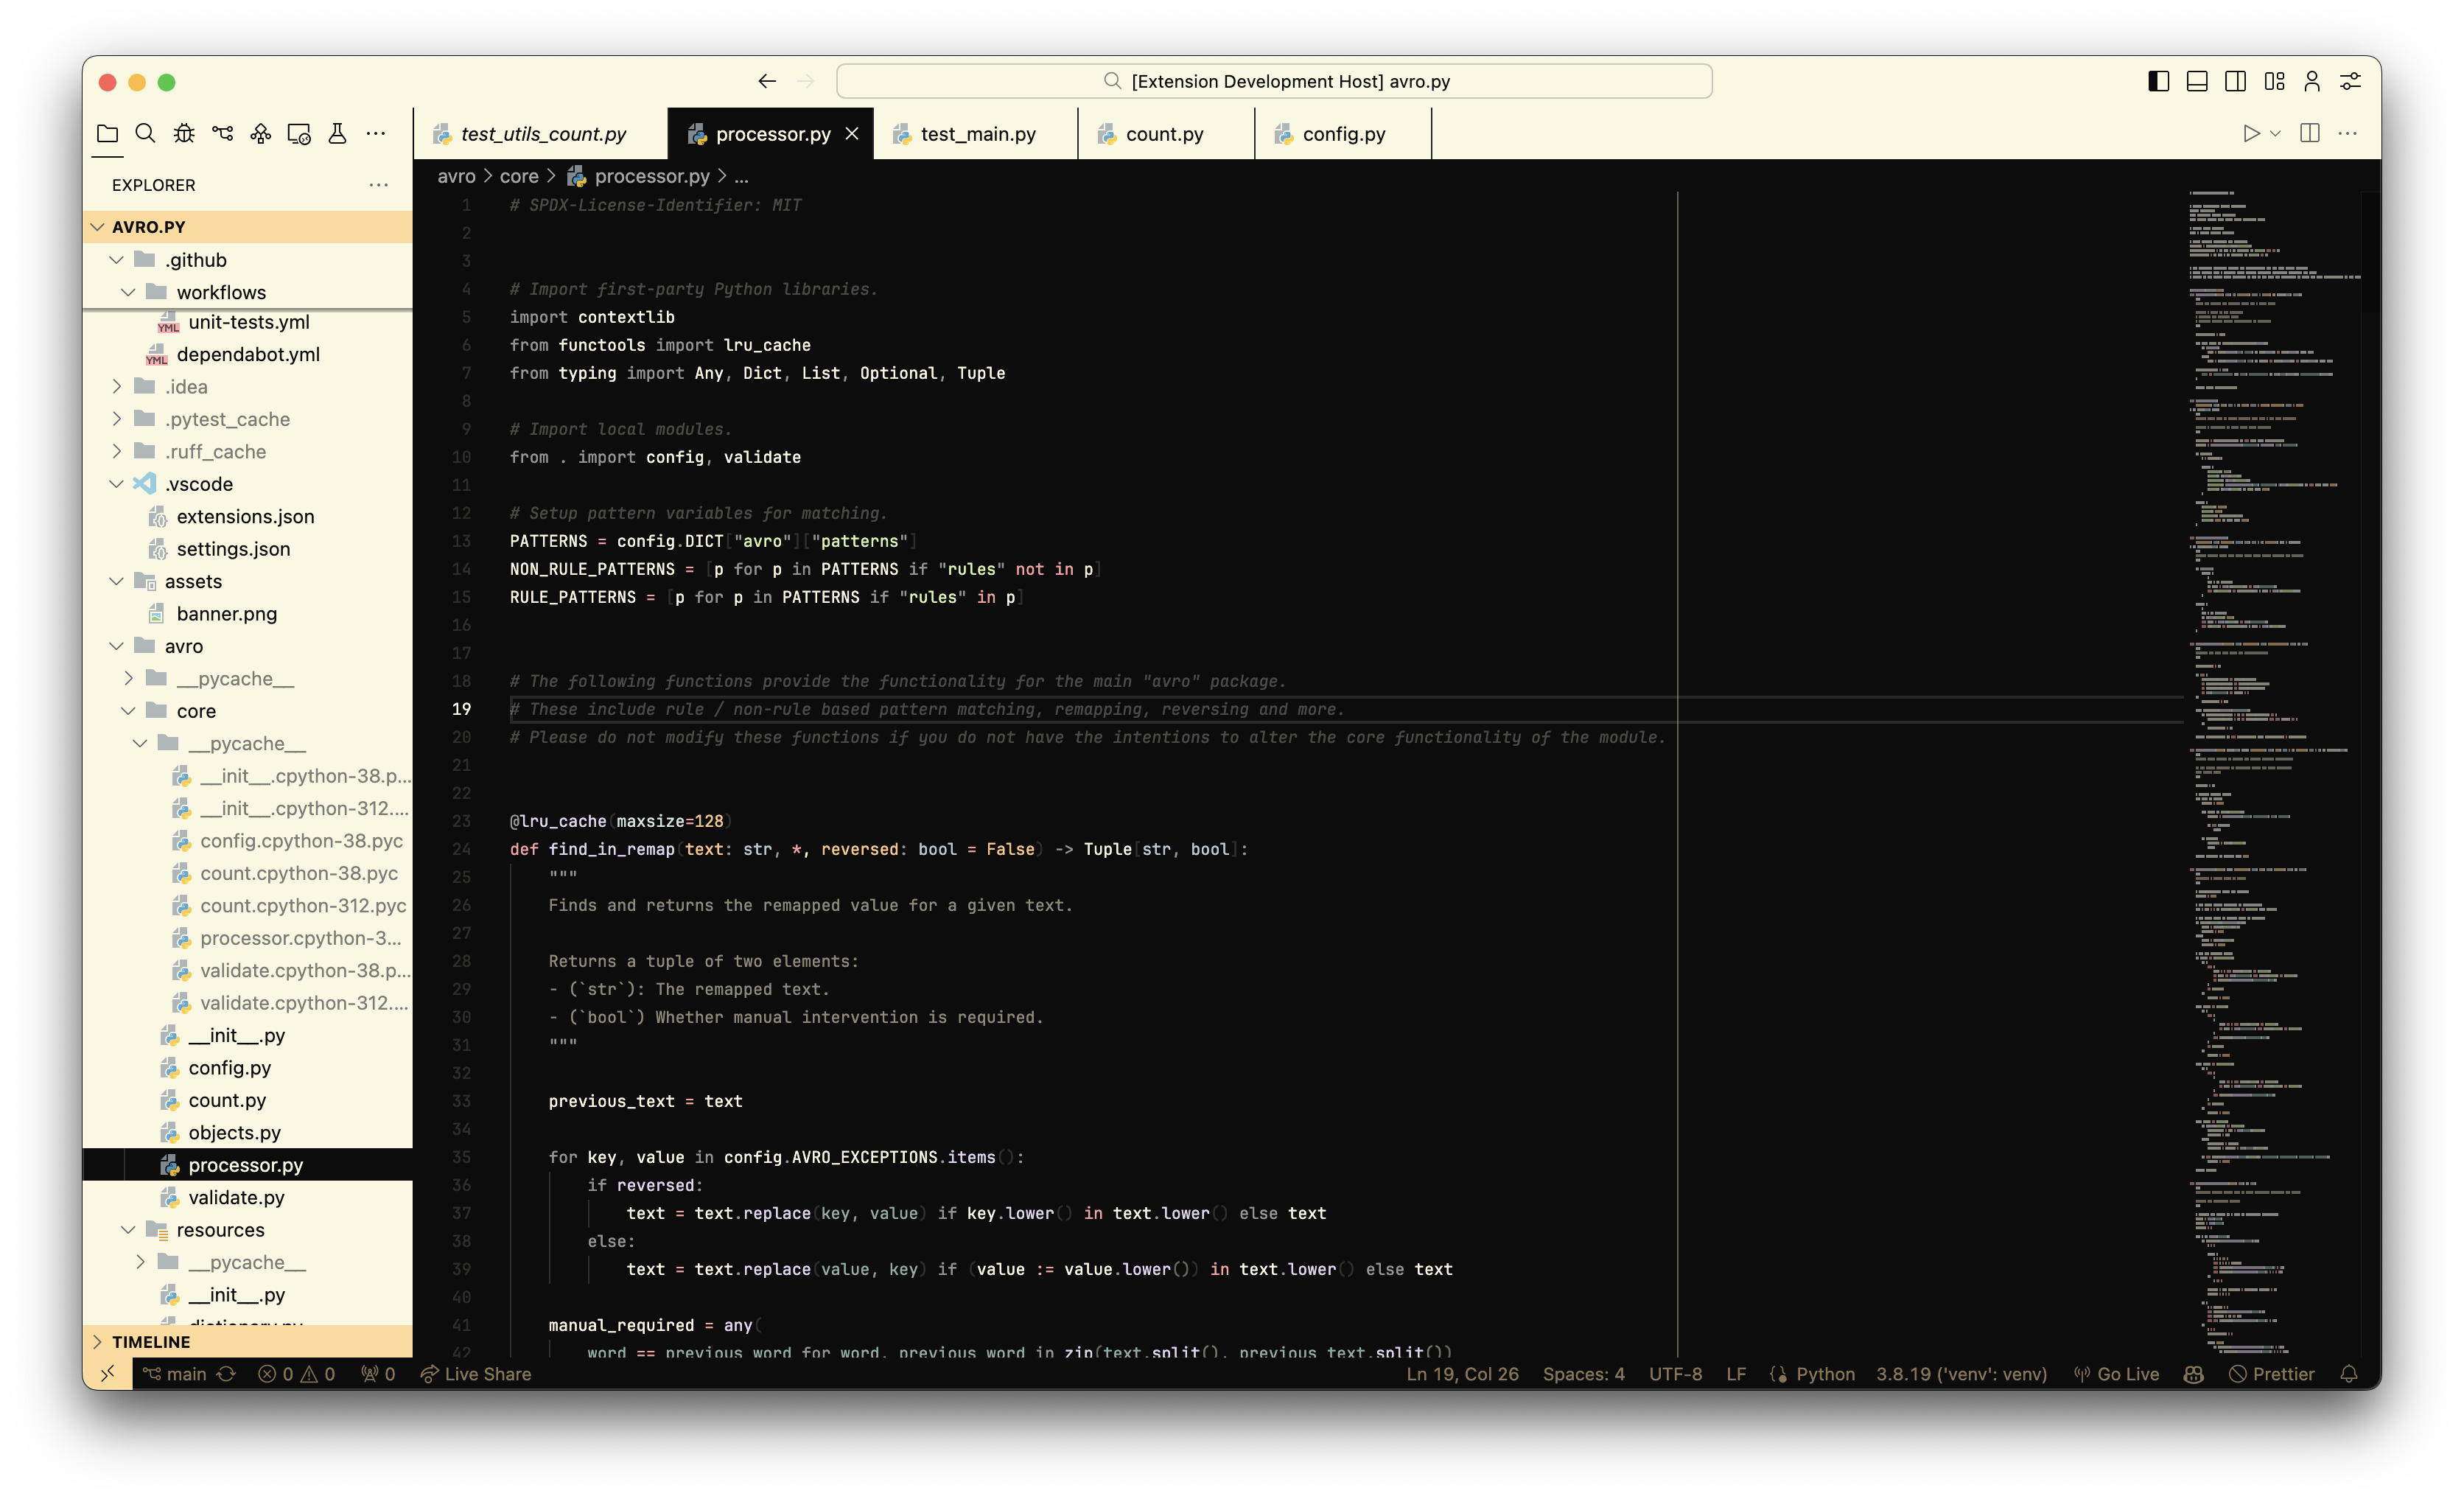 [Extension Development Host] avro.py
test_utils_count.py
processor.py
test_main.py
count.py
config.py
EXPLORER
AVRO.PY
.github
workflows
unit-tests.yml
dependabot.yml
.idea
.pytest_cache
.ruff_cache
.vscode
extensions.json
settings.json
assets
banner.png
avro
__pycache__
core
__pycache__
__init__.cpython-38.p...
__init__.cpython-312....
config.cpython-38.pyc
count.cpython-38.pyc
count.cpython-312.pyc
processor.cpython-3...
validate.cpython-38.p...
validate.cpython-312....
__init__.py
config.py
count.py
objects.py
processor.py
validate.py
resources
__pycache__
__init__.py
dictionary.py
TIMELINE
avro > core > processor.py > ...
1 # SPDX-License-Identifier: MIT
2
3
4 # Import first-party Python libraries.
5 import contextlib
6 from functools import lru_cache
7 from typing import Any, Dict, List, Optional, Tuple
8
9 # Import local modules.
10 from . import config, validate
11
12 # Setup pattern variables for matching.
13 PATTERNS = config.DICT["avro"]["patterns"]
14 NON_RULE_PATTERNS = [p for p in PATTERNS if "rules" not in p]
15 RULE_PATTERNS = [p for p in PATTERNS if "rules" in p]
16
17
18 # The following functions provide the functionality for the main "avro" package.
19 # These include rule / non-rule based pattern matching, remapping, reversing and more.
20 # Please do not modify these functions if you do not have the intentions to alter the core functionality of the module.
21
22
23 @lru_cache(maxsize=128)
24 def find_in_remap(text: str, *, reversed: bool = False) -> Tuple[str, bool]:
25 """
26 Finds and returns the remapped value for a given text.
27
28 Returns a tuple of two elements:
29 - (`str`): The remapped text.
30 - (`bool`) Whether manual intervention is required.
31 """
32
33 previous_text = text
34
35 for key, value in config.AVRO_EXCEPTIONS.items():
36 if reversed:
37 text = text.replace(key, value) if key.lower() in text.lower() else text
38 else:
39 text = text.replace(value, key) if (value := value.lower()) in text.lower() else text
40
41 manual_required = any(
42 word == previous_word for word, previous_word in zip(text.split(), previous_text.split())
main
0 0
0
Live Share
Ln 19, Col 26
Spaces: 4
UTF-8
LF
Python
3.8.19 ('venv': venv)
Go Live
Prettier